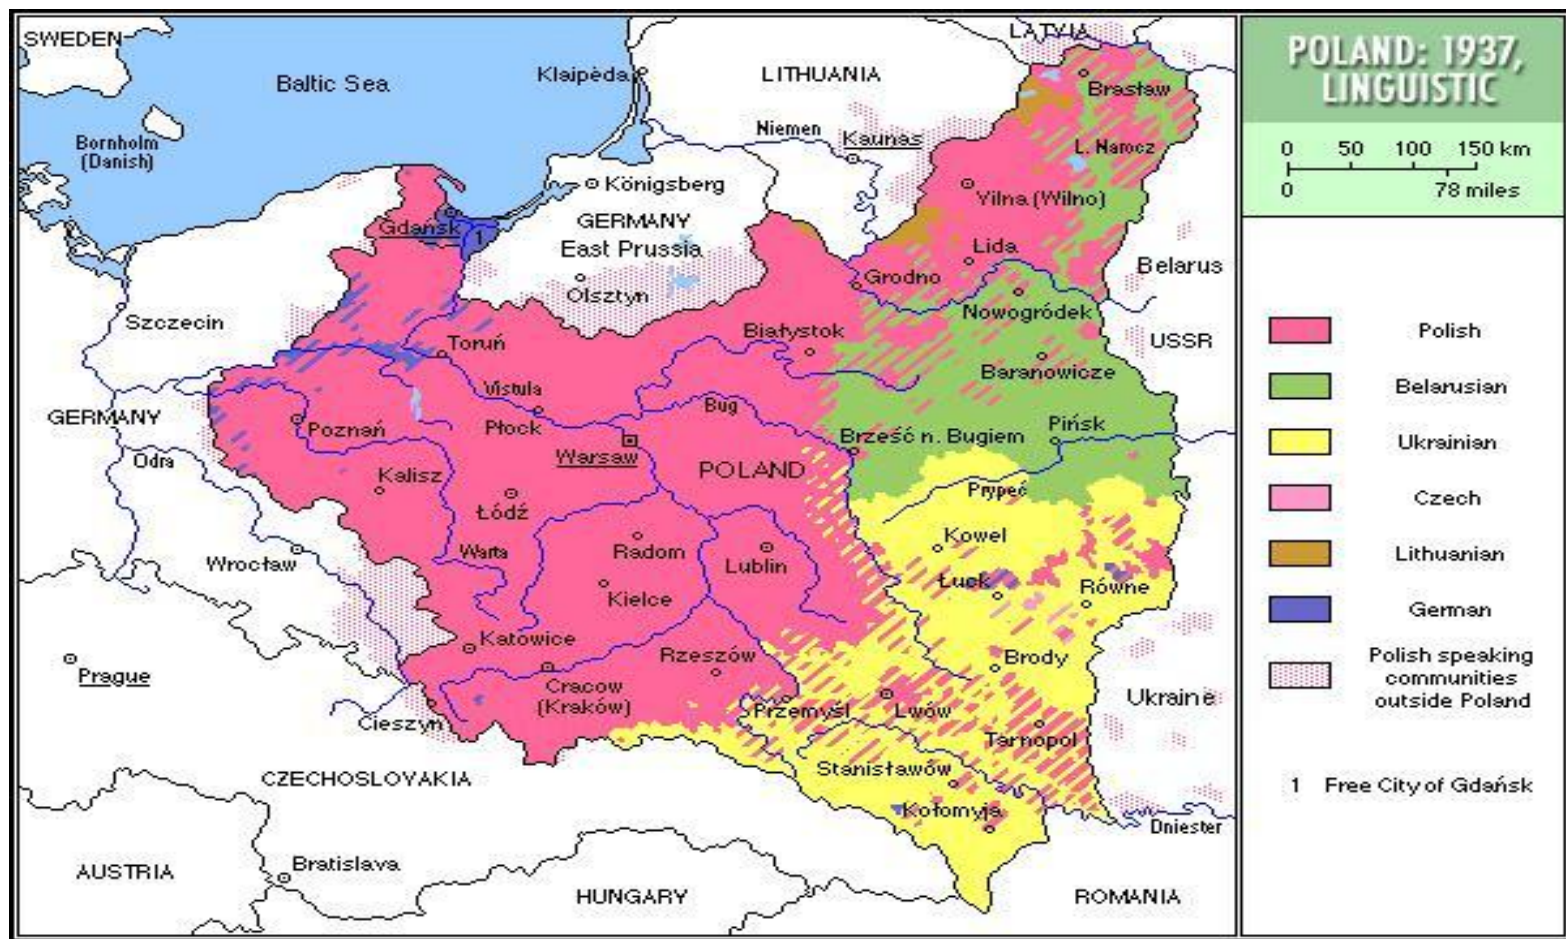 SWEDEN
Baltic Sea
Klaipėda
LITHUANIA
LATVIA
Brasław
Bornholm
(Danish)
Niemen
Kaunas
L. Narocz
Königsberg
Yilna (Wilno)
Gdańsk
1
GERMANY
East Prussia
Lida
Belarus
Grodno
Olsztyn
Szczecin
Nowogródek
Toruń
Białystok
USSR
Baranowicze
Vistula
GERMANY
Poznań
Płock
Bug
Brześć n. Bugiem
Pińsk
Odra
Warsaw
POLAND
Kalisz
Prypeć
Łódź
Kowel
Wrocław
Warta
Radom
Lublin
Łuck
Równe
Kielce
Katowice
Rzeszów
Brody
Prague
Cracow
(Kraków)
Przemyśl
Lwów
Ukraine
Cieszyn
Tarnopol
CZECHOSLOYAKIA
Stanisławów
Kołomyja
Dniester
AUSTRIA
Bratislava
HUNGARY
ROMANIA
POLAND: 1937,
LINGUISTIC
0 50 100 150 km
0 78 miles
Polish
Belarusian
Ukrainian
Czech
Lithuanian
German
Polish speaking
communities
outside Poland
1 Free City of Gdańsk